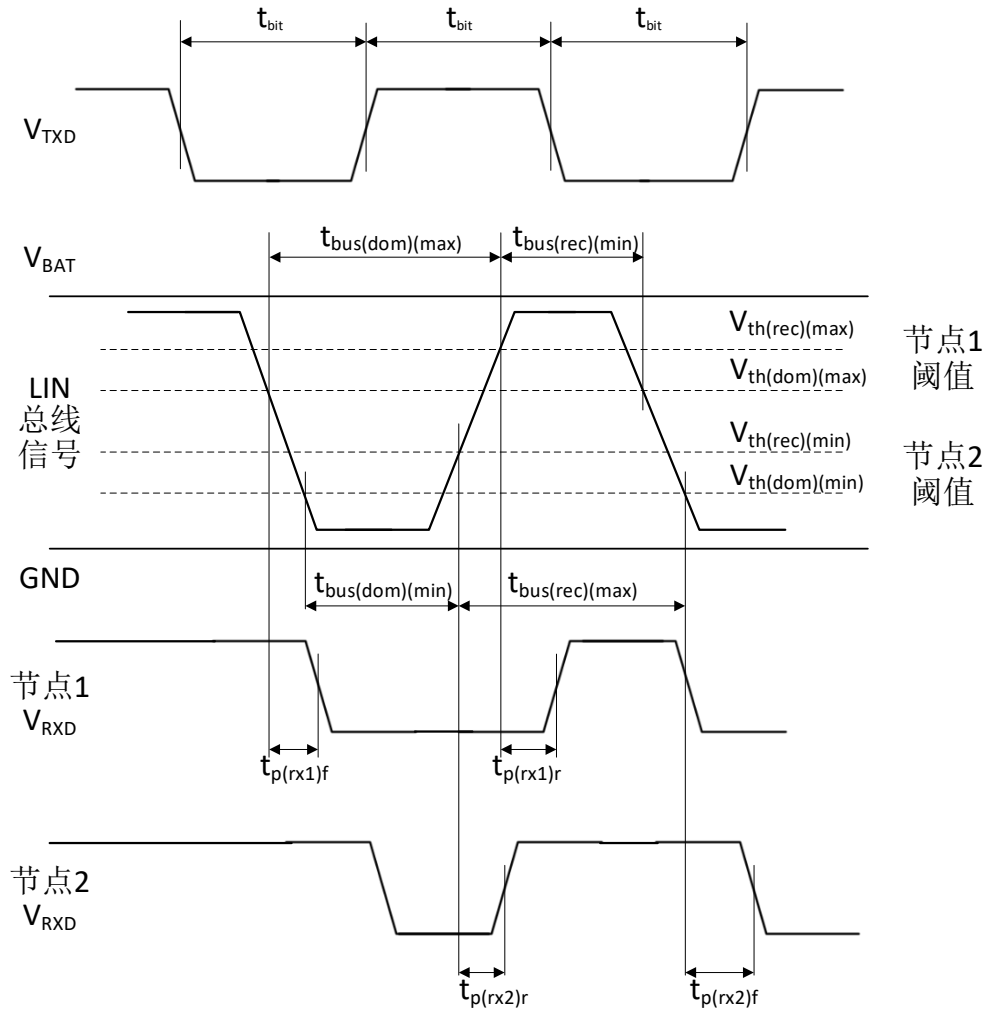 tbit
tbit
tbit
VTXD
VBAT
tbus(dom)(max)
tbus(rec)(min)
LIN
总线
信号
Vth(rec)(max)
Vth(dom)(max)
Vth(rec)(min)
Vth(dom)(min)
节点1
阈值
节点2
阈值
GND
tbus(dom)(min)
tbus(rec)(max)
节点1
VRXD
tp(rx1)f
tp(rx1)r
节点2
VRXD
tp(rx2)r
tp(rx2)f